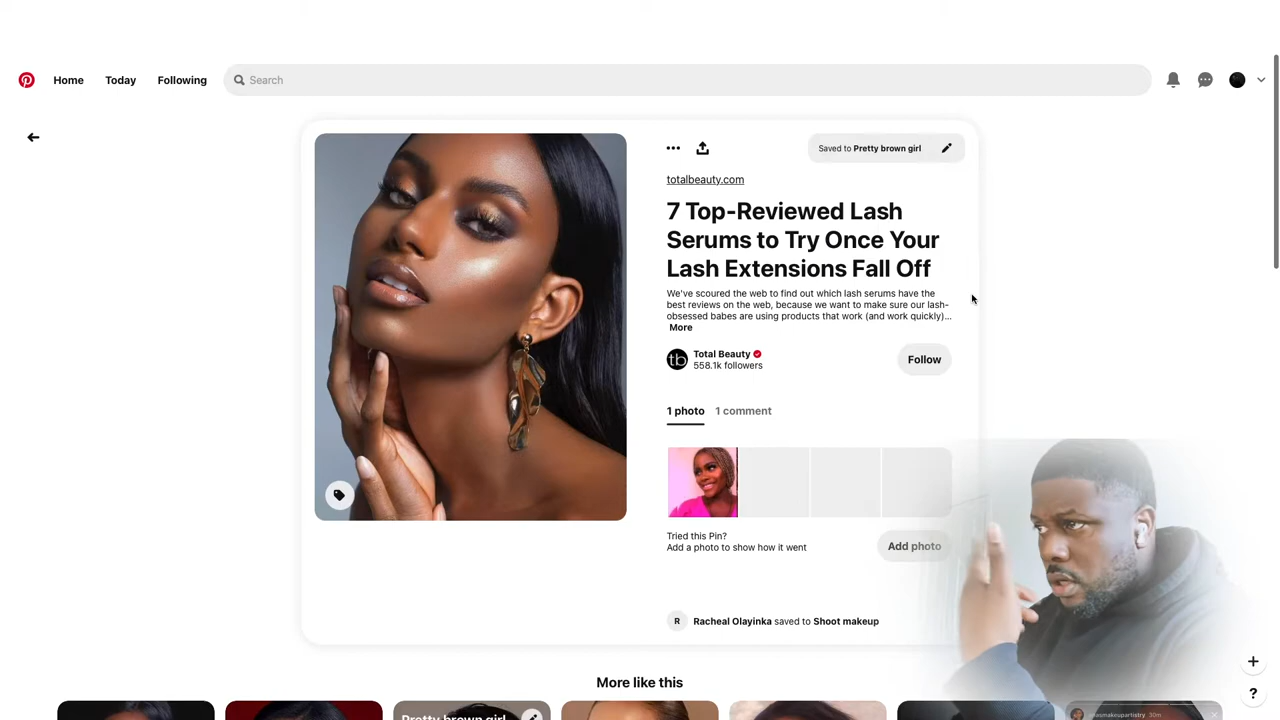 Home Today Following Search
Saved to Pretty brown girl
totalbeauty.com
7 Top-Reviewed Lash
Serums to Try Once Your
Lash Extensions Fall Off
We've scoured the web to find out which lash serums have the
best reviews on the web, because we want to make sure our lash-
obsessed babes are using products that work (and work quickly)...
More
tb
Total Beauty
558.1k followers
Follow
1 photo 1 comment
Tried this Pin?
Add a photo to show how it went
Add photo
R Racheal Olayinka saved to Shoot makeup
More like this
Pretty brown girl
?